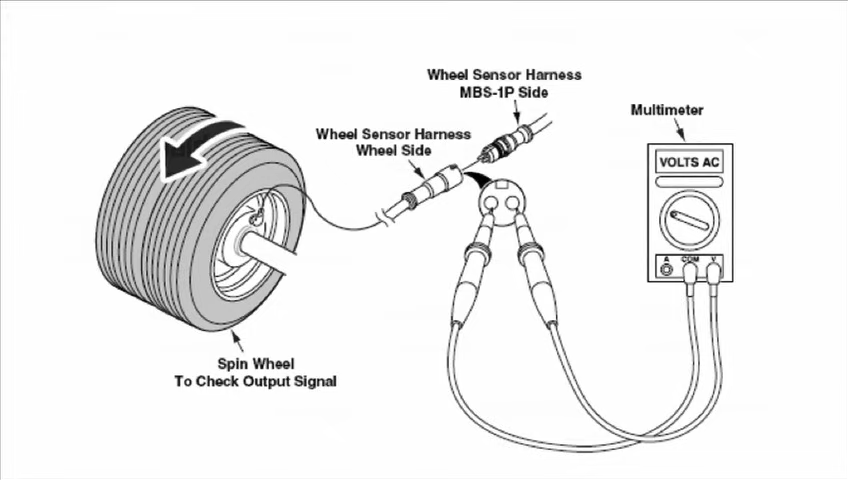 Wheel Sensor Harness
MBS-1P Side
Multimeter
Wheel Sensor Harness
Wheel Side
VOLTS AC
A COM V
Spin Wheel
To Check Output Signal